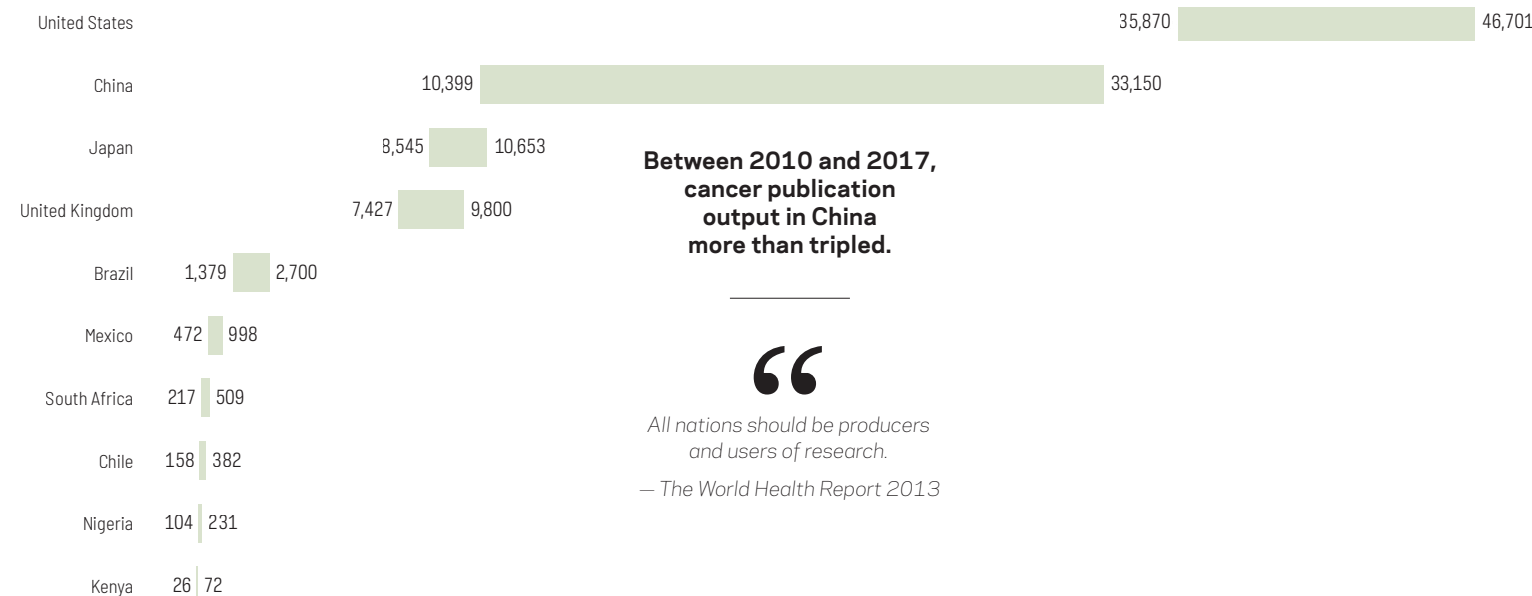 United States 35,870 46,701
China 10,399 33,150
Japan 8,545 10,653
United Kingdom 7,427 9,800
Brazil 1,379 2,700
Mexico 472 998
South Africa 217 509
Chile 158 382
Nigeria 104 231
Kenya 26 72
Between 2010 and 2017,
cancer publication
output in China
more than tripled.
“
All nations should be producers
and users of research.
— The World Health Report 2013